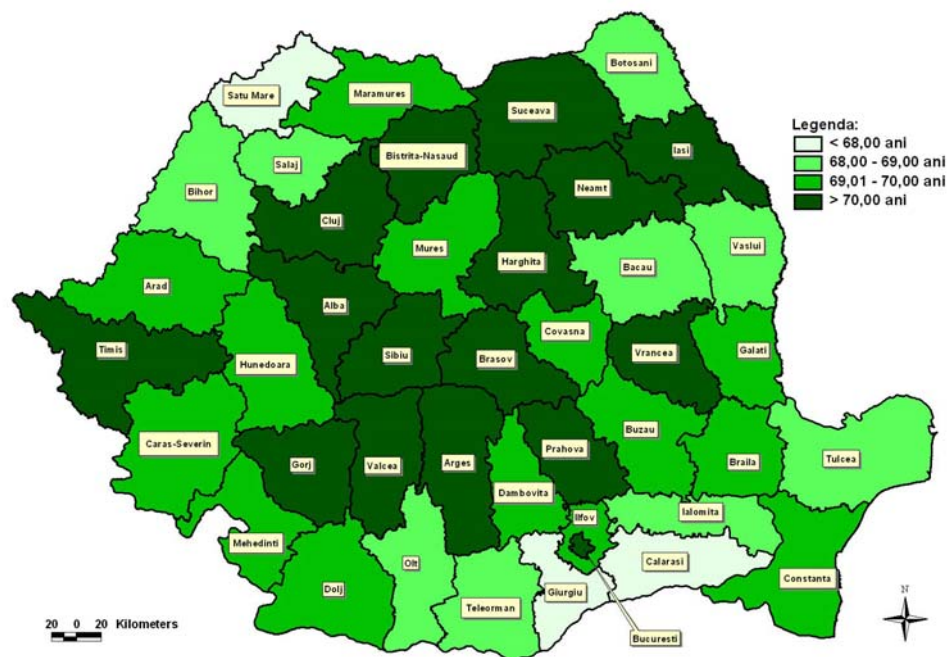 Botosani
Satu Mare
Maramures
Suceava
Legenda:
< 68,00 ani
68,00 - 69,00 ani
69,01 - 70,00 ani
> 70,00 ani
Iasi
Bistrita-Nasaud
Salaj
Neamt
Bihor
Cluj
Mures
Harghita
Vaslui
Bacau
Arad
Alba
Covasna
Timis
Sibiu
Brasov
Vrancea
Galati
Hunedoara
Caras-Severin
Buzau
Gorj
Valcea
Arges
Prahova
Braila
Tulcea
Dambovita
Ilfov
Ialomita
Mehedinti
Olt
Calarasi
Constanta
Dolj
Teleorman
Giurgiu
N
20 0 20 Kilometers
Bucuresti